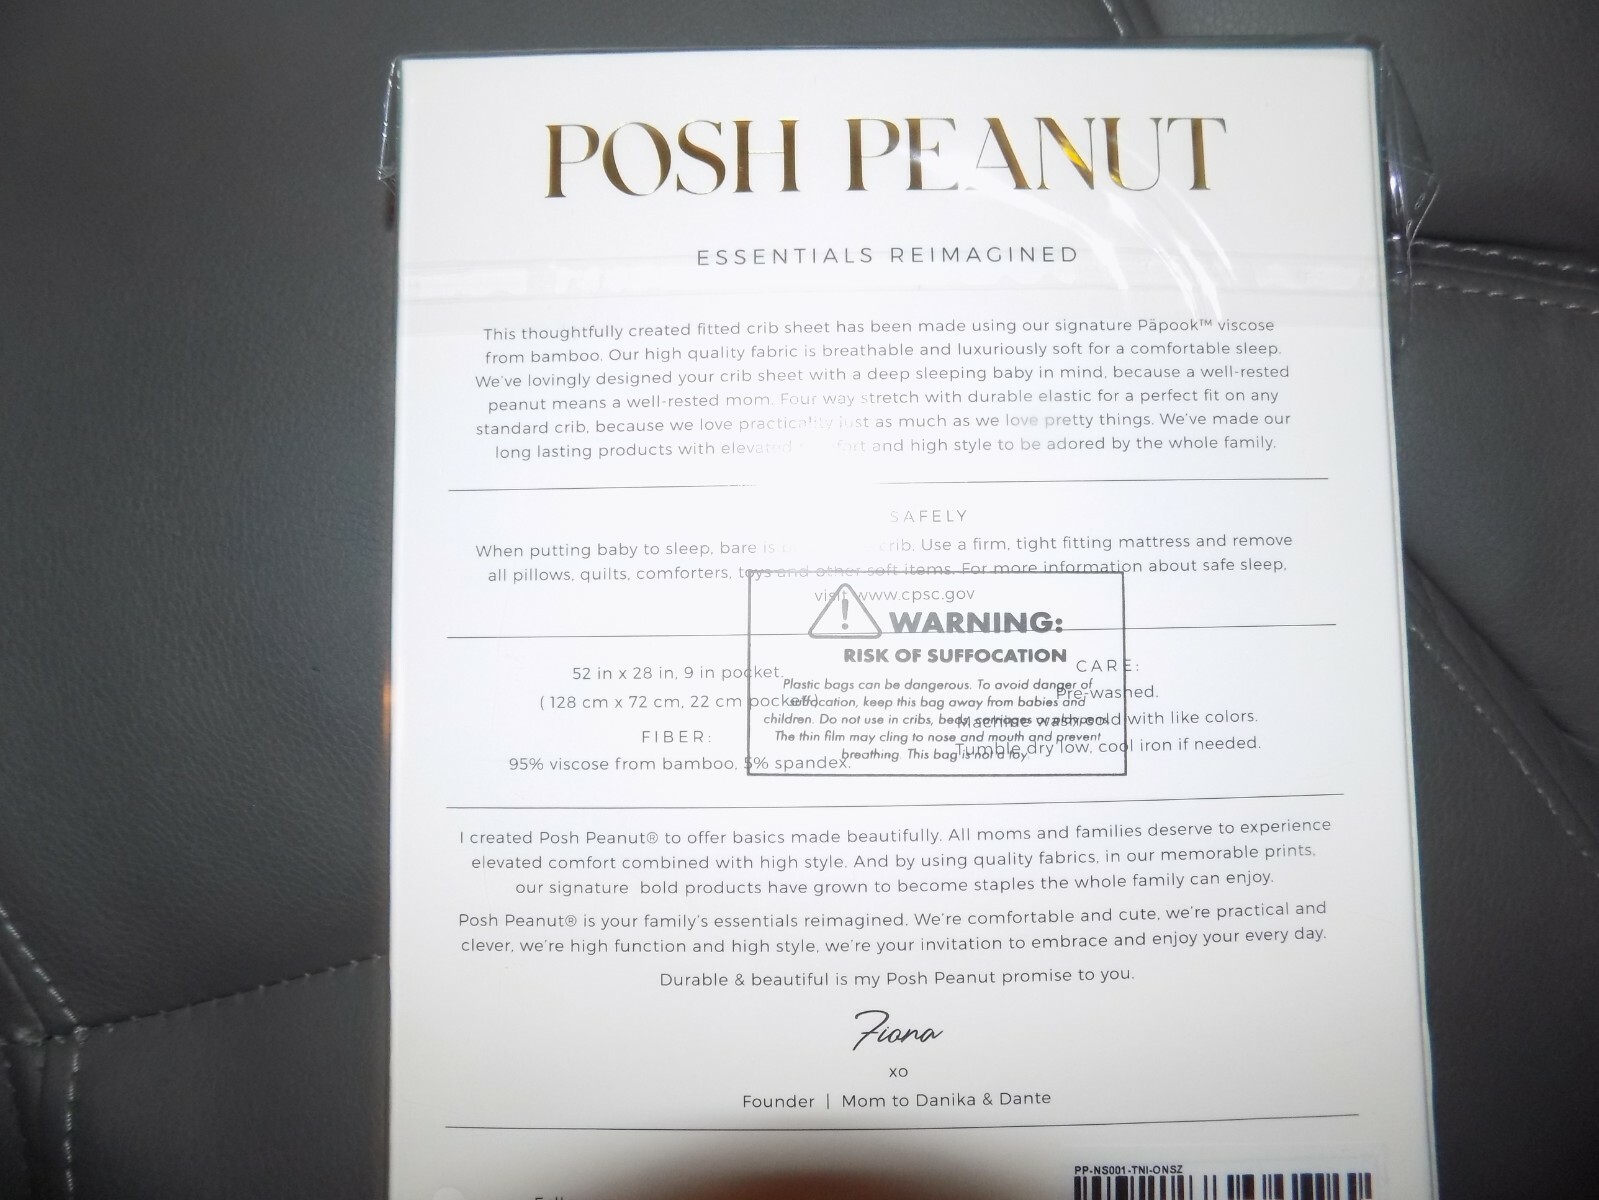 POSH PEANUT
ESSENTIALS REIMAGINED
This thoughtfully created fitted crib sheet has been made using our signature Päpook™ viscose
from bamboo. Our high quality fabric is breathable and luxuriously soft for a comfortable sleep.
We've lovingly designed your crib sheet with a deep sleeping baby in mind, because a well-rested
peanut means a well-rested mom. Four way stretch with durable elastic for a perfect fit on any
standard crib, because we love practicality just as much as we love pretty things. We've made our
long lasting products with elevated and high style to be adored by the whole family.
SAFELY
When putting baby to sleep, bare is crib. Use a firm, tight fitting mattress and remove
all pillows, quilts, comforters, toys and other soft items. For more information about safe sleep,
visit www.cpsc.gov
WARNING:
RISK OF SUFFOCATION
Plastic bags can be dangerous. To avoid danger of
suffocation, keep this bag away from babies and
children. Do not use in cribs, beds, carriages or playpens.
The thin film may cling to nose and mouth and prevent
breathing. This bag is not a toy.
52 in x 28 in, 9 in pocket.
( 128 cm x 72 cm, 22 cm pocket)
FIBER:
95% viscose from bamboo, 5% spandex.
CARE:
Pre-washed.
Machine wash cold with like colors.
Tumble dry low, cool iron if needed.
I created Posh Peanut® to offer basics made beautifully. All moms and families deserve to experience
elevated comfort combined with high style. And by using quality fabrics, in our memorable prints,
our signature bold products have grown to become staples the whole family can enjoy.
Posh Peanut® is your family's essentials reimagined. We're comfortable and cute, we're practical and
clever, we're high function and high style, we're your invitation to embrace and enjoy your every day.
Durable & beautiful is my Posh Peanut promise to you.
Fiona
xo
Founder | Mom to Danika & Dante
PP-NS001-TNI-ONSZ